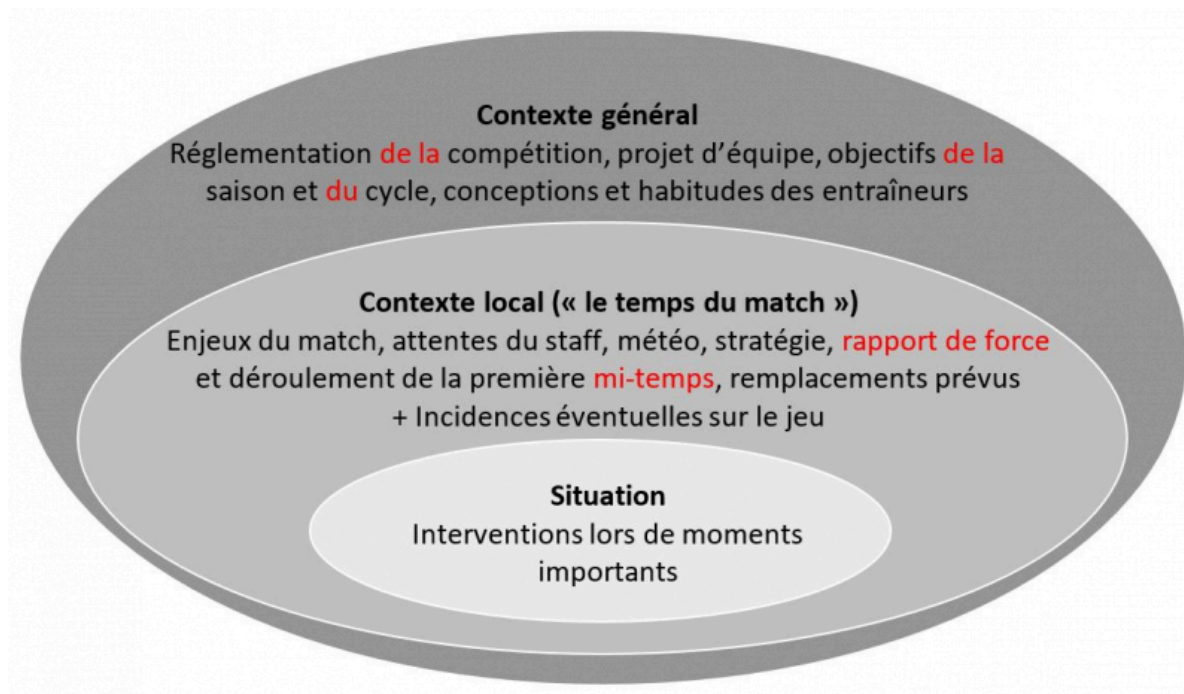 Contexte général
Réglementation de la compétition, projet d'équipe, objectifs de la
saison et du cycle, conceptions et habitudes des entraîneurs
Contexte local (« le temps du match »)
Enjeux du match, attentes du staff, météo, stratégie, rapport de force
et déroulement de la première mi-temps, remplacements prévus
+ Incidences éventuelles sur le jeu
Situation
Interventions lors de moments
importants